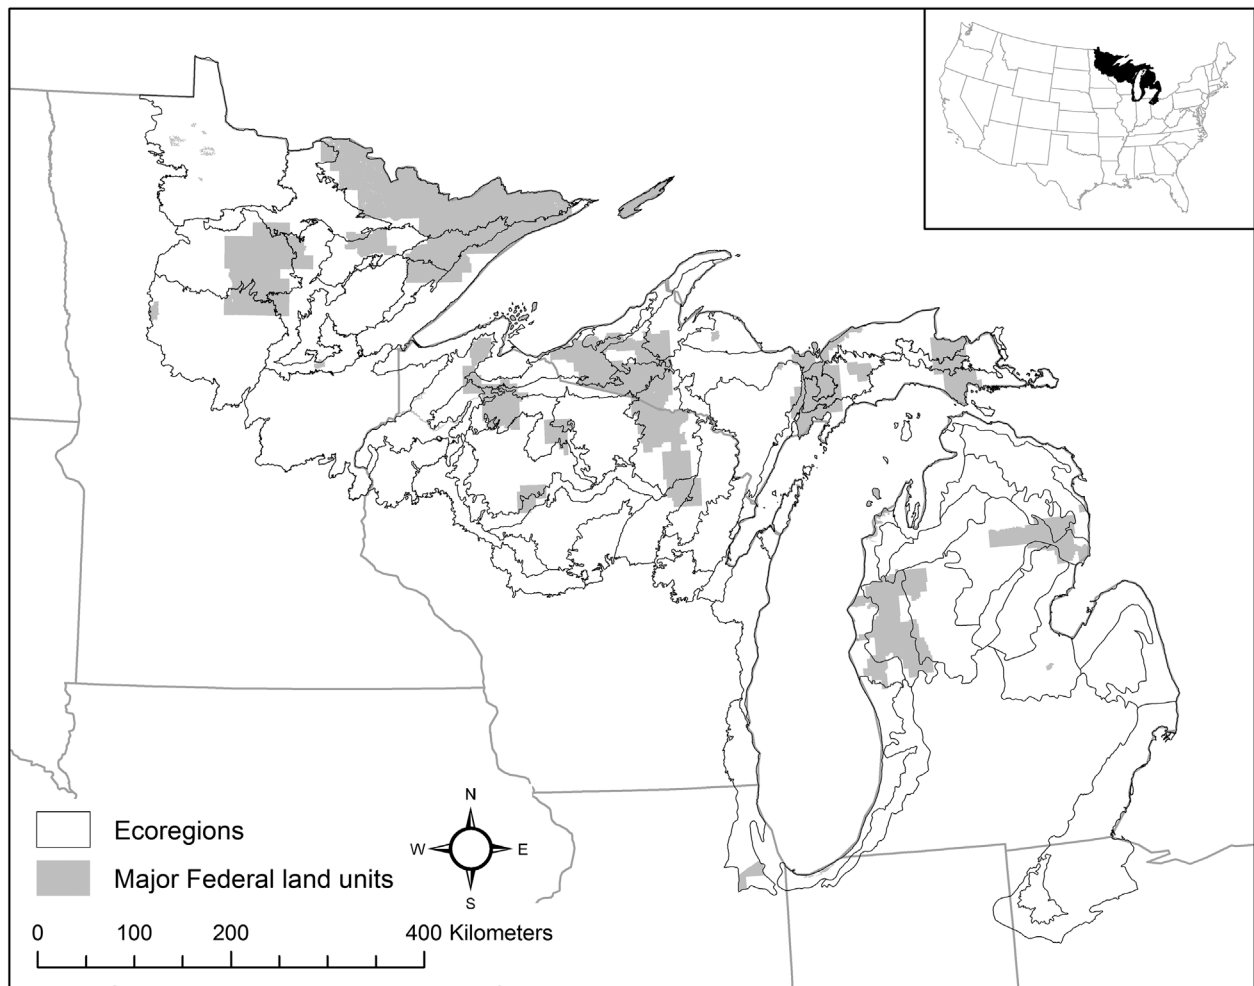 Ecoregions
Major Federal land units
N
W E
S
0 100 200 400 Kilometers